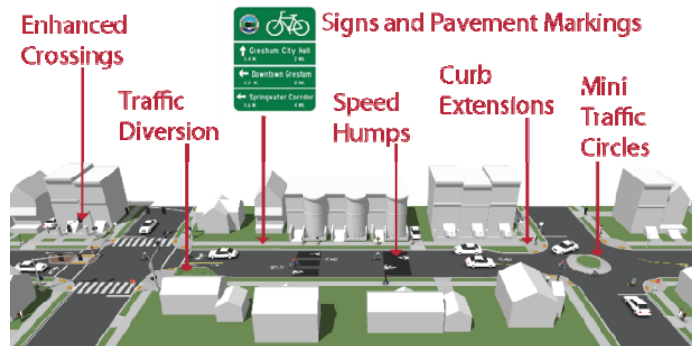 Enhanced
Crossings
Signs and Pavement Markings
Gresham City Hall
Downtown Gresham
Springwater Corridor
Traffic
Diversion
Speed
Humps
Curb
Extensions
Mini
Traffic
Circles